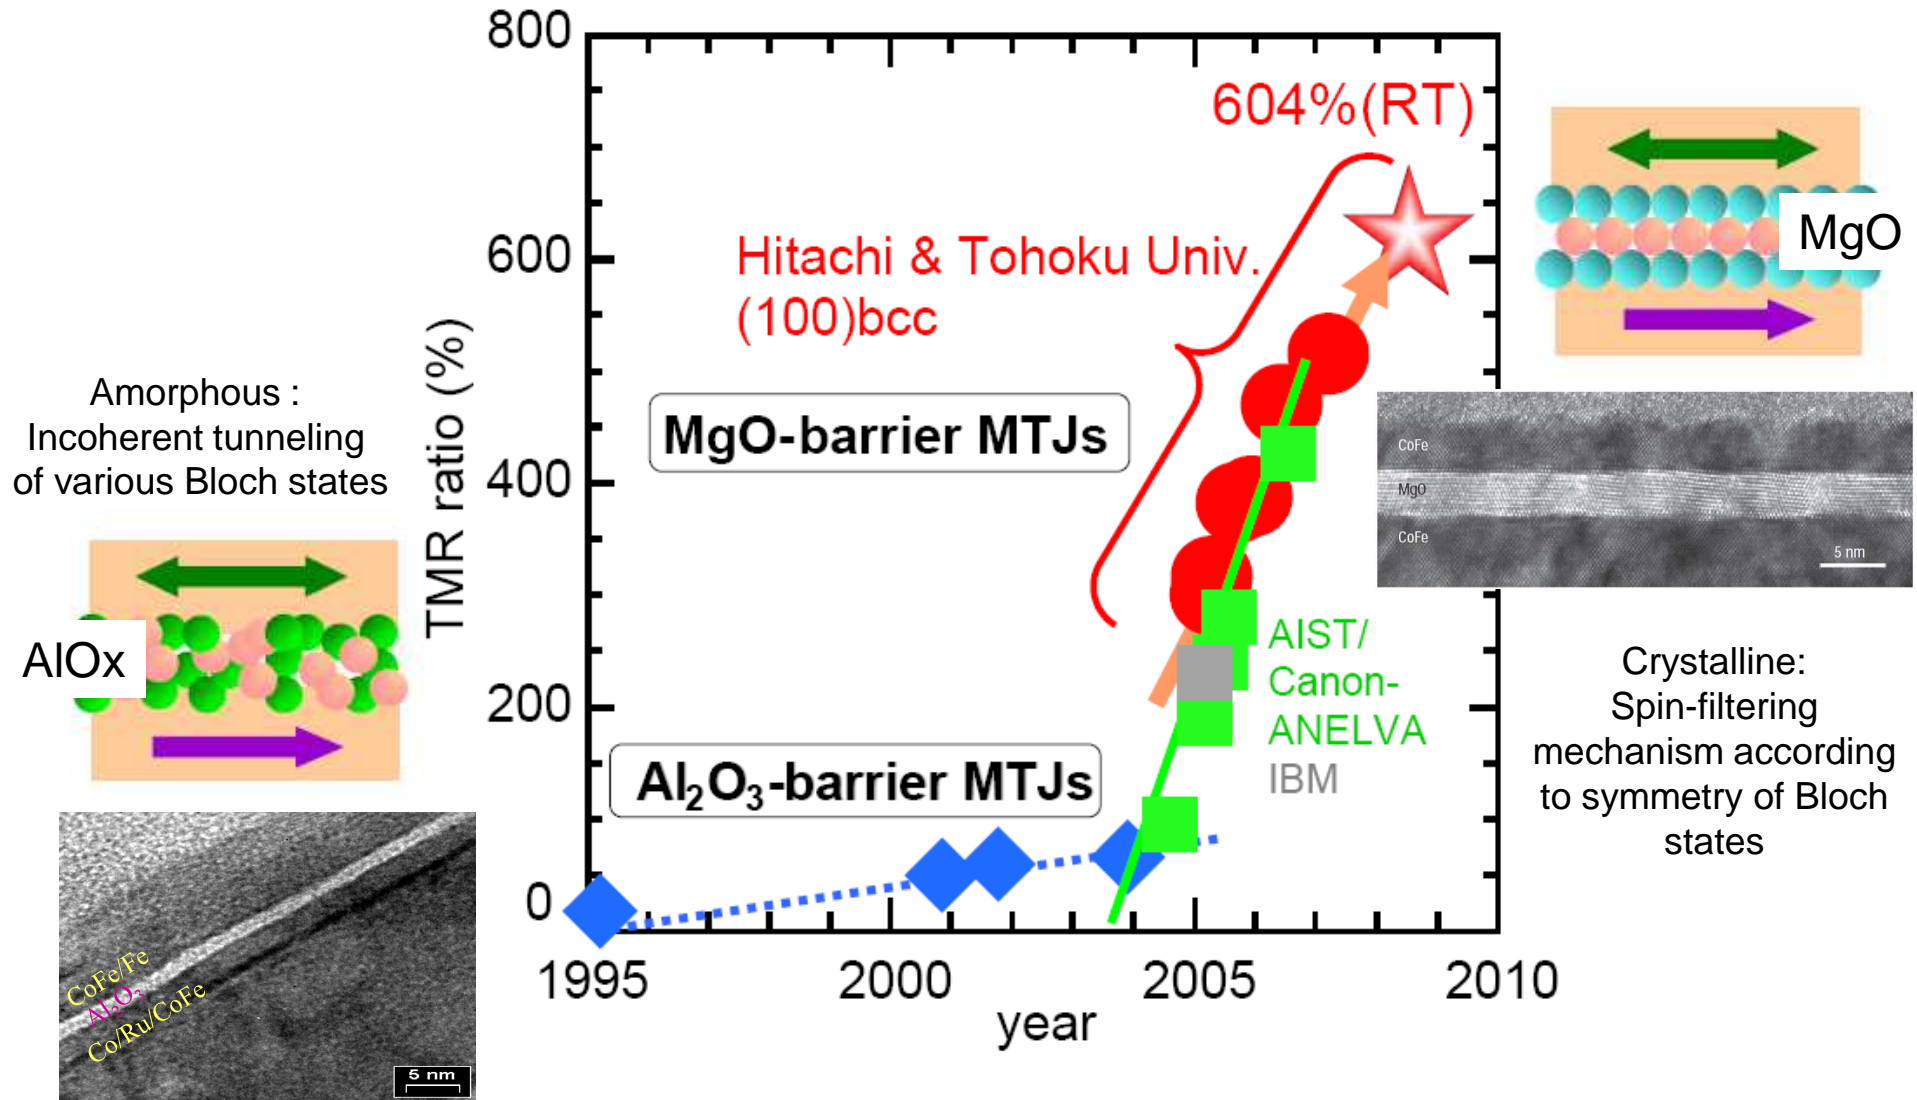 800
600
400
200
0
1995
2000
2005
2010
year
TMR ratio (%)
604%(RT)
Hitachi & Tohoku Univ.
(100)bcc
MgO-barrier MTJs
Al₂O₃-barrier MTJs
AIST/
Canon-
ANELVA
IBM
Amorphous :
Incoherent tunneling
of various Bloch states
AlOx
CoFe/Fe
Al₂O₃
Co/Ru/CoFe
5 nm
MgO
CoFe
MgO
CoFe
5 nm
Crystalline:
Spin-filtering
mechanism according
to symmetry of Bloch
states